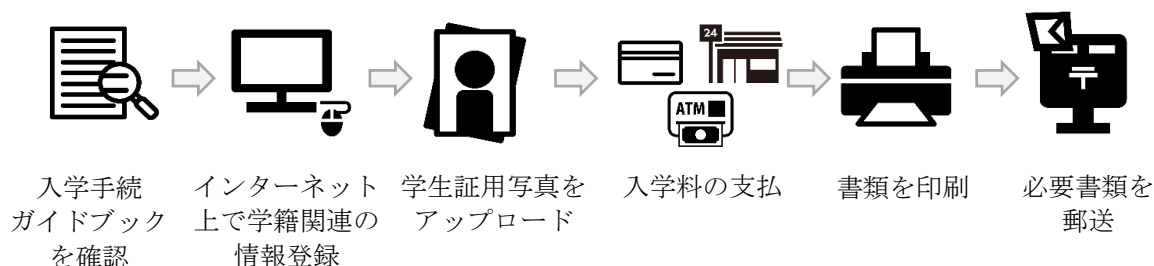 24
ATM
〒
入学手続
ガイドブック
を確認
インターネット
上で学籍関連の
情報登録
学生証用写真を
アップロード
入学料の支払
書類を印刷
必要書類を
郵送